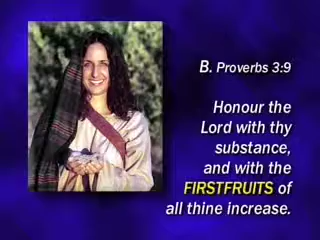 B. Proverbs 3:9
Honour the
Lord with thy
substance,
and with the
FIRSTFRUITS of
all thine increase.